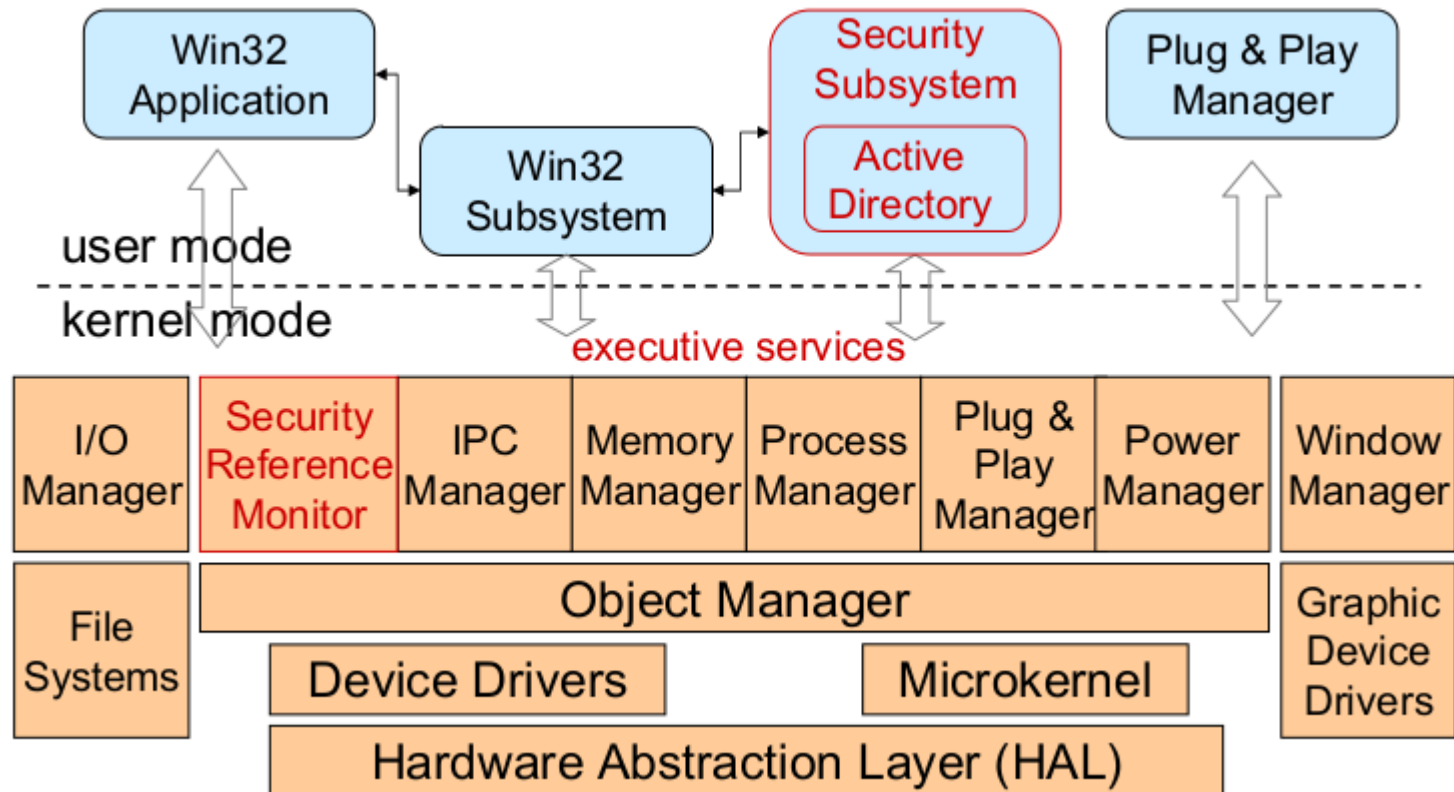 Win32
Application
Win32
Subsystem
Security
Subsystem
Active
Directory
Plug & Play
Manager
user mode
kernel mode
executive services
I/O
Manager
Security
Reference
Monitor
IPC
Manager
Memory
Manager
Process
Manager
Plug &
Play
Manager
Power
Manager
Window
Manager
File
Systems
Object Manager
Device Drivers
Microkernel
Hardware Abstraction Layer (HAL)
Graphic
Device
Drivers